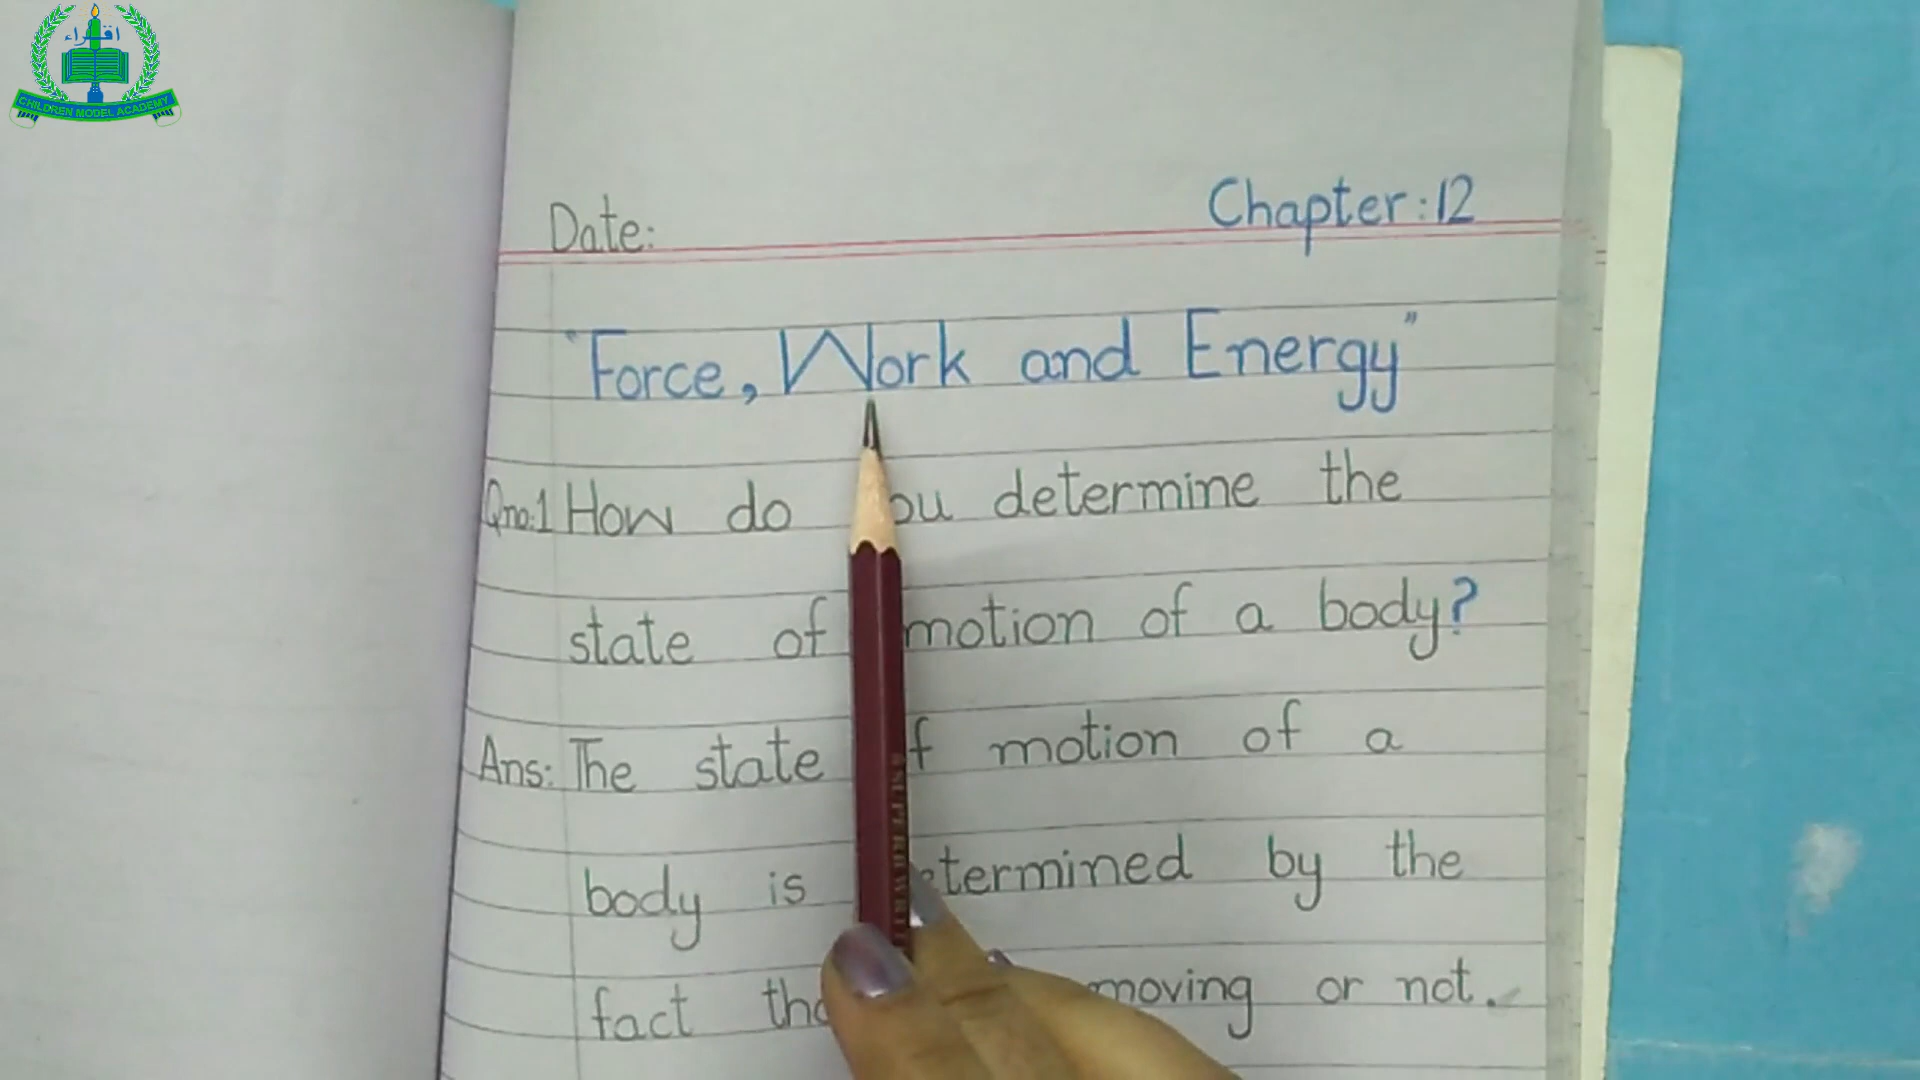 اقراء
CHILDREN MODEL ACADEMY
Date:
Chapter:12
"Force, Work and Energy"
Qno:1 How do ou determine the
state of motion of a body?
Ans: The state f motion of a
body is termined by the
fact moving or not.